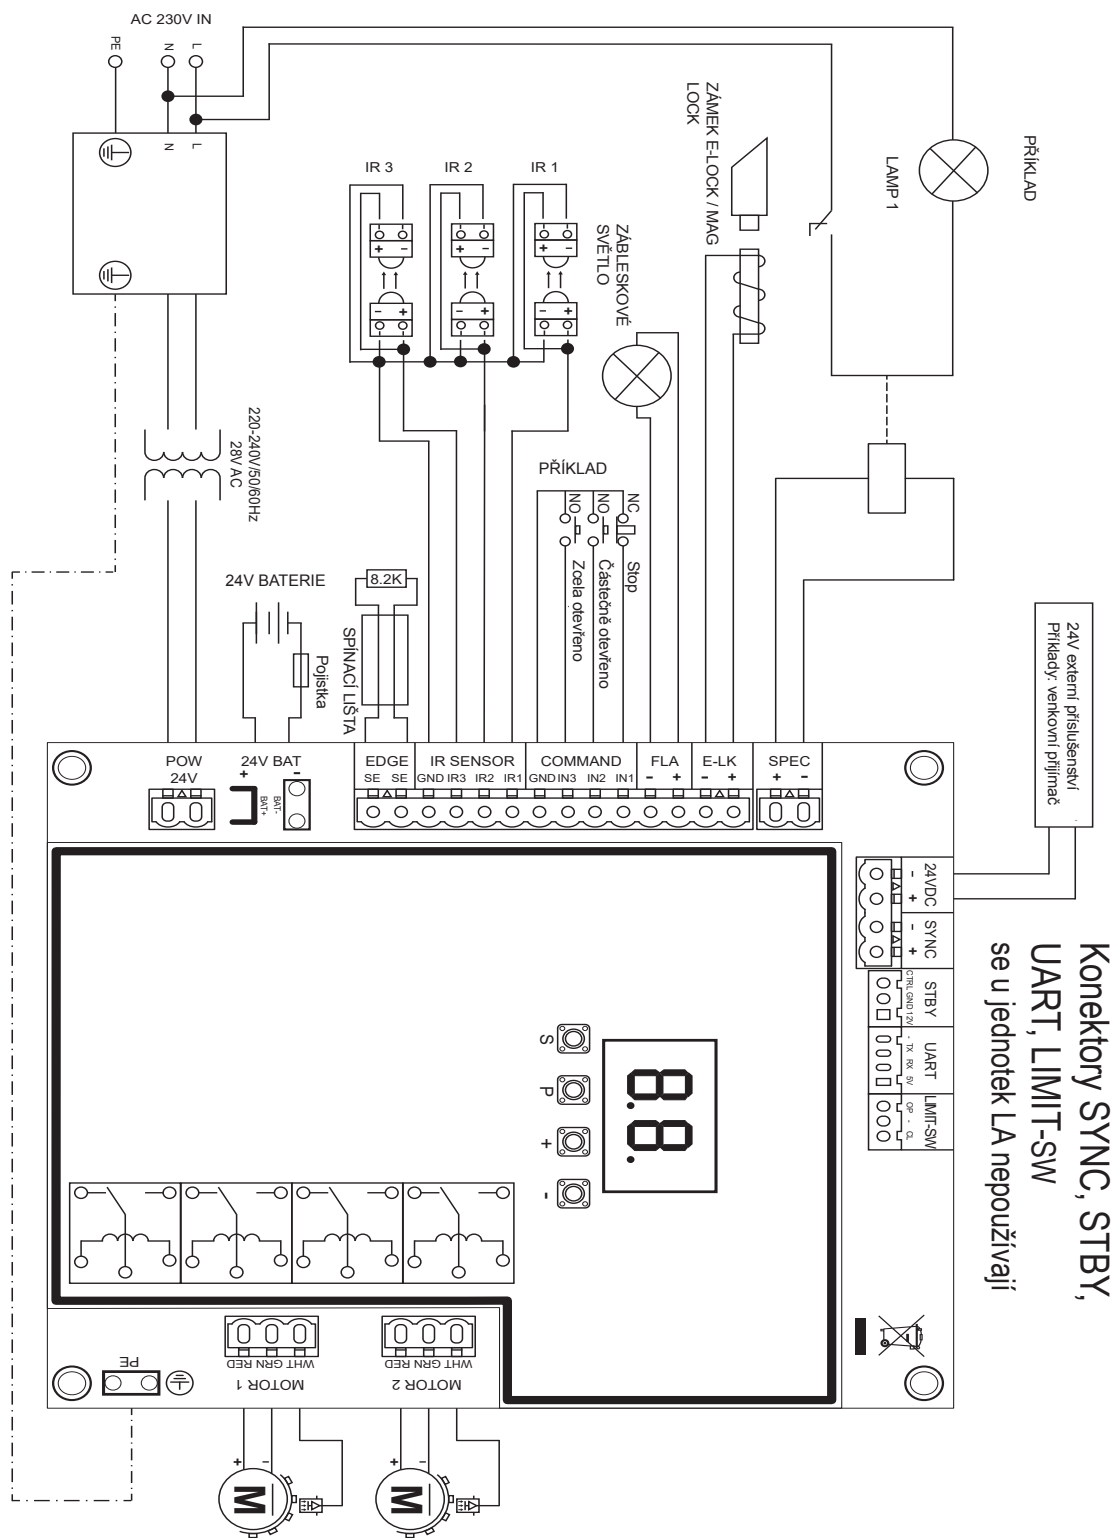 AC 230V IN
PE
N
L
N
L
PŘÍKLAD
LAMP 1
ZÁMEK E-LOCK / MAG
LOCK
IR 3
IR 2
IR 1
+ -
+ -
+ -
- +
- +
- +
ZÁBLESKOVÉ
SVĚTLO
220-240V/50/60Hz
28V AC
PŘÍKLAD
NO
NO
NC
Zcela otevřeno
Částečně otevřeno
Stop
24V BATERIE
Pojistka
8.2K
SPÍNACÍ LIŠTA
24V externí příslušenství
Příklady: venkovní přijímač
POW
24V
24V BAT
+ -
BAT+
BAT-
EDGE
SE SE
IR SENSOR
GND IR3 IR2 IR1
COMMAND
GND IN3 IN2 IN1
FLA
- +
E-LK
- +
SPEC
+ -
24VDC
- +
SYNC
- +
STBY
CTRL GND 12V
UART
- TX RX 5V
LIMIT-SW
OP - CL
Konektory SYNC, STBY,
UART, LIMIT-SW
se u jednotek LA nepoužívají
8.8.
S
P
+
-
PE
WHT GRN RED
MOTOR 1
WHT GRN RED
MOTOR 2
+ -
M
+ -
M